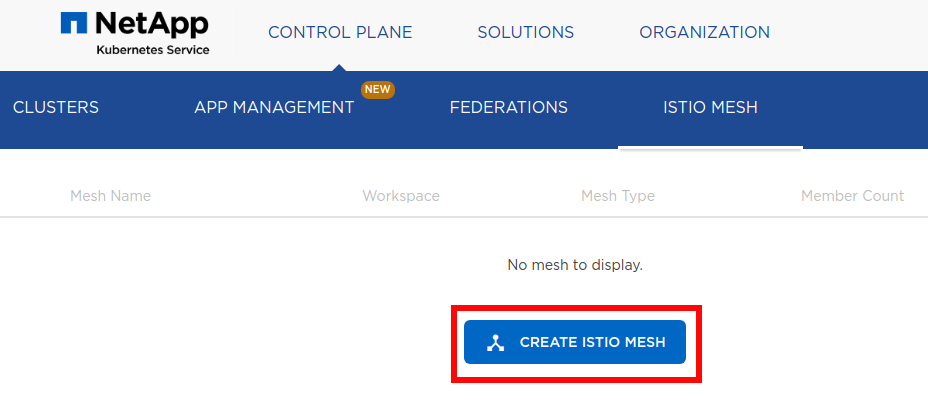 NetApp
Kubernetes Service
CONTROL PLANE SOLUTIONS ORGANIZATION
NEW
CLUSTERS APP MANAGEMENT FEDERATIONS ISTIO MESH
Mesh Name Workspace Mesh Type Member Count
No mesh to display.
CREATE ISTIO MESH